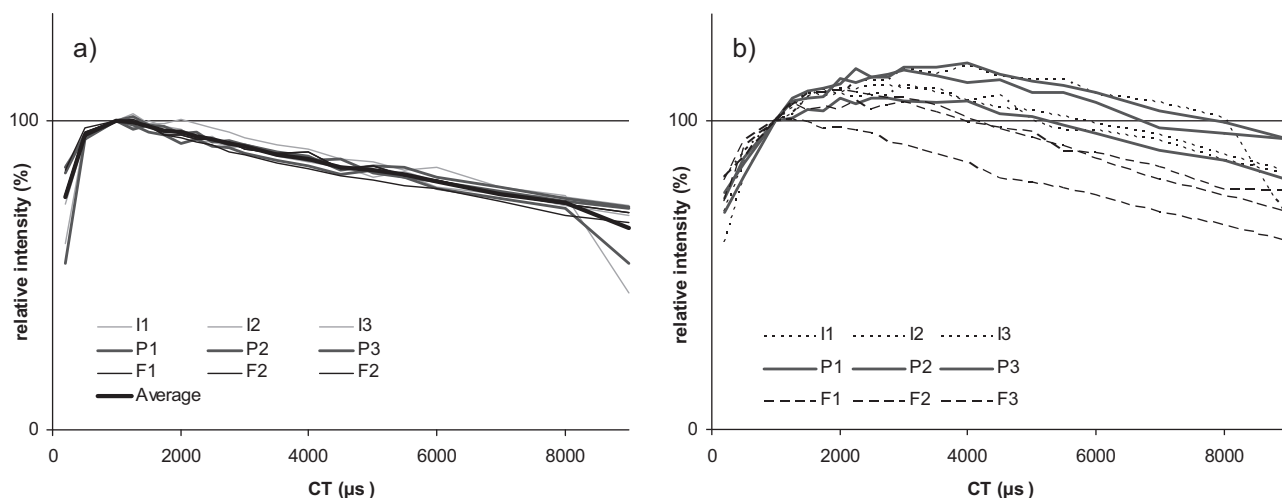 a)
relative intensity (%)
100
0
I1 I2 I3
P1 P2 P3
F1 F2 F2
Average
0 2000 4000 6000 8000
CT (µs )
b)
relative intensity (%)
100
0
I1 I2 I3
P1 P2 P3
F1 F2 F3
0 2000 4000 6000 8000
CT (µs )